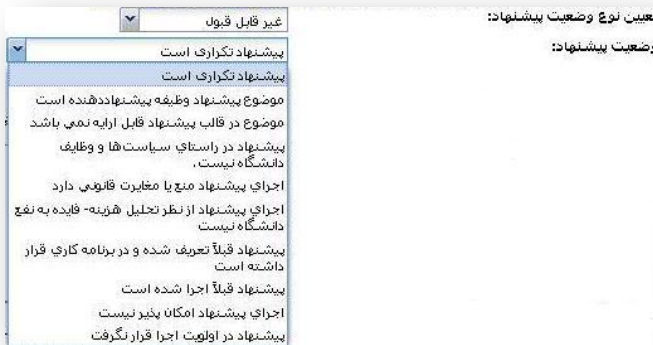 تعیین نوع وضعیت پیشنهاد:
غیر قابل قبول
وضعیت پیشنهاد:
پیشنهاد تکراری است
پیشنهاد تکراری است
موضوع پیشنهاد وظیفه پیشنهاددهنده است
موضوع در قالب پیشنهاد قابل ارایه نمي باشد
پیشنهاد در راستاي سیاست‌ها و وظایف
دانشگاه نیست.
اجراي پیشنهاد منع یا مغایرت قانوني دارد
اجراي پیشنهاد از نظر تحلیل هزینه- فایده به نفع
دانشگاه نیست
پیشنهاد قبلاً تعریف شده و در برنامه کاري قرار
داشته است
پیشنهاد قبلاً اجرا شده است
اجراي پیشنهاد امکان پذیر نیست
پیشنهاد در اولویت اجرا قرار نگرفت